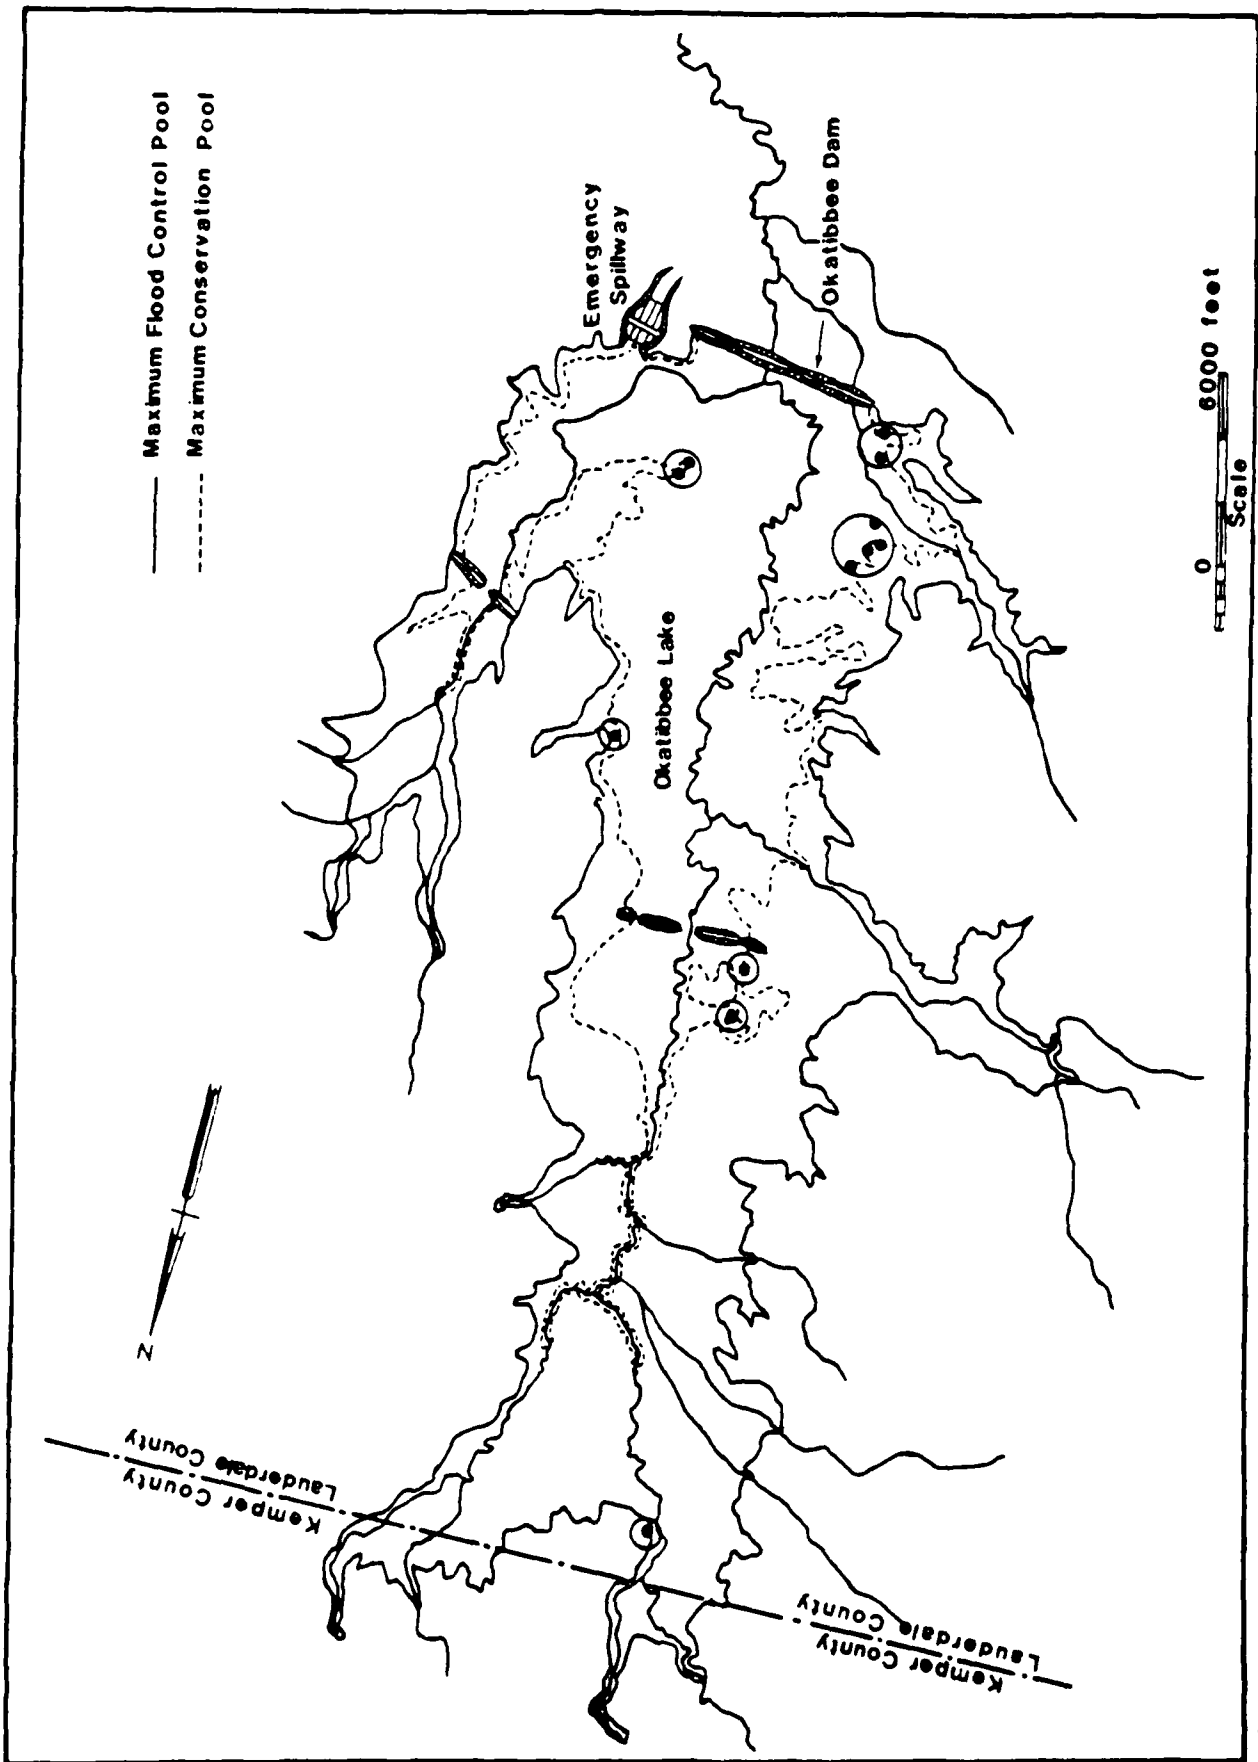 Maximum Flood Control Pool
Maximum Conservation Pool
Emergency
Spillway
Okatibbee Dam
Okatibbee Lake
0 6000 feet
Scale
N
Lauderdale County
Kemper County
Lauderdale County
Kemper County